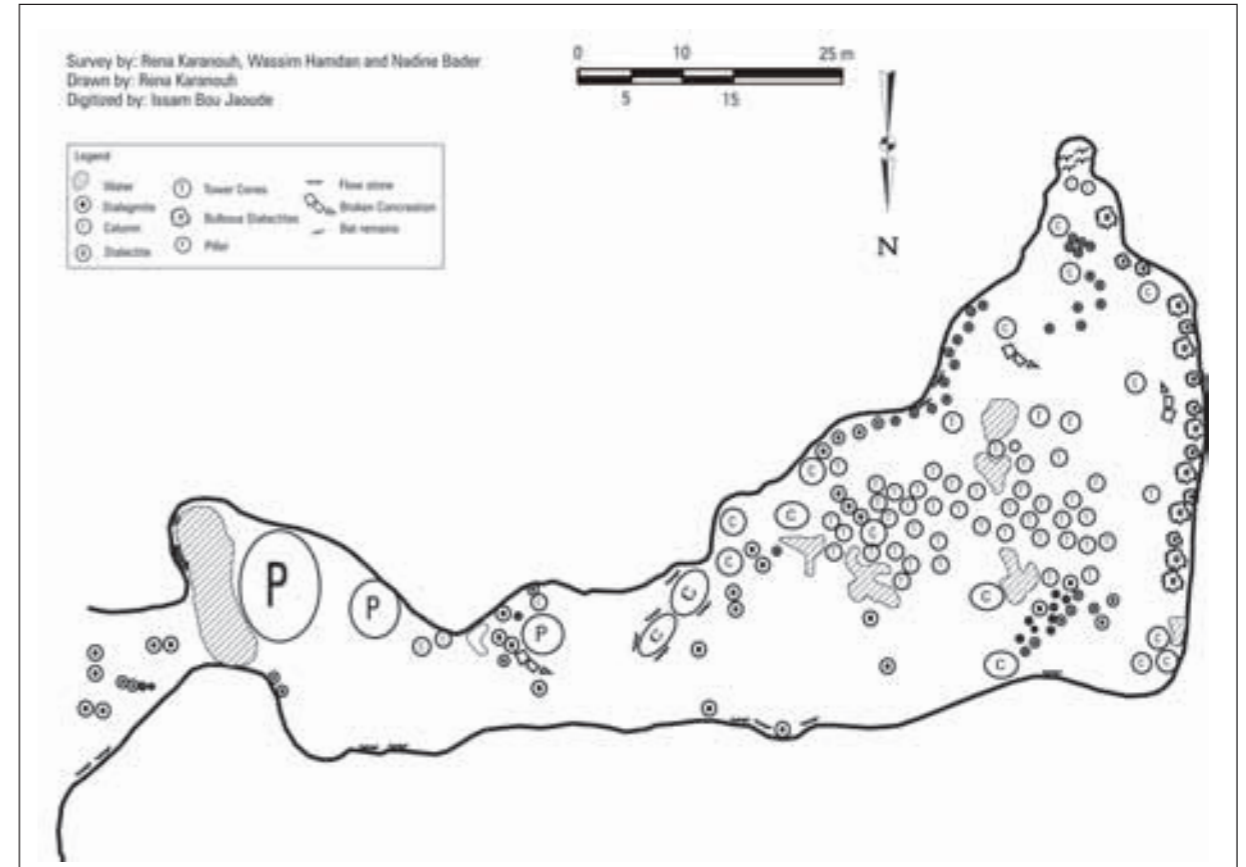 Survey by: Rena Karanouh, Wassim Hamdan and Nadine Bader
Drawn by: Rena Karanouh
Digitized by: Issam Bou Jaoude
0 10 25 m
5 15
Legend
Water
Stalagmite
Column
Stalactite
T Tower Cones
Bulbous Stalactites
Pillar
Flow stone
Broken Concression
Bat remains
N
P
P
P
C
C